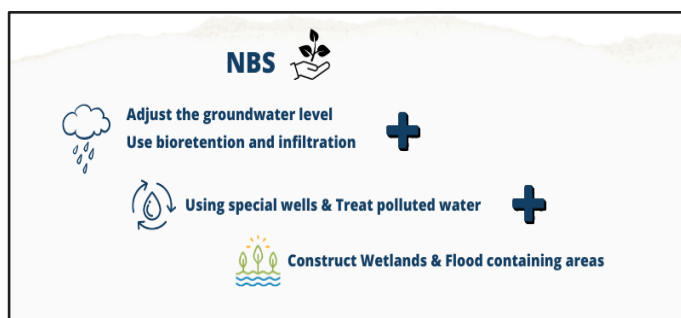 NBS
Adjust the groundwater level
Use bioretention and infiltration
Using special wells & Treat polluted water
Construct Wetlands & Flood containing areas